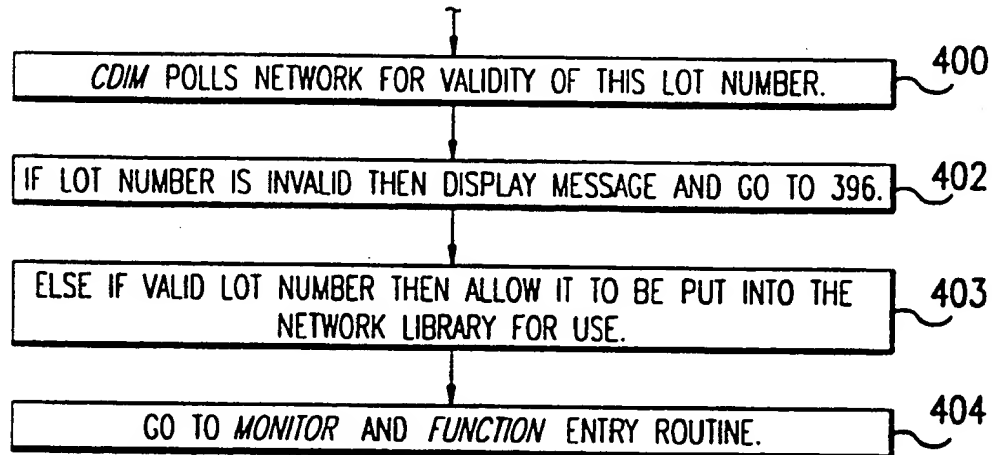 CDIM POLLS NETWORK FOR VALIDITY OF THIS LOT NUMBER.
400
IF LOT NUMBER IS INVALID THEN DISPLAY MESSAGE AND GO TO 396.
402
ELSE IF VALID LOT NUMBER THEN ALLOW IT TO BE PUT INTO THE
NETWORK LIBRARY FOR USE.
403
GO TO MONITOR AND FUNCTION ENTRY ROUTINE.
404